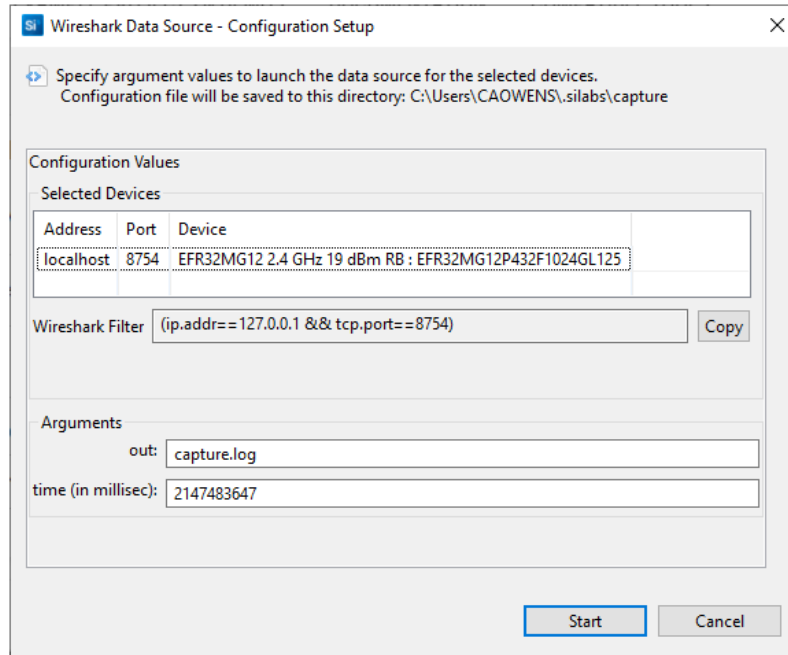 Si Wireshark Data Source - Configuration Setup
Specify argument values to launch the data source for the selected devices.
Configuration file will be saved to this directory: C:\Users\CAOWENS\.silabs\capture
Configuration Values
Selected Devices
Address Port Device
localhost 8754 EFR32MG12 2.4 GHz 19 dBm RB : EFR32MG12P432F1024GL125
Wireshark Filter (ip.addr==127.0.0.1 && tcp.port==8754) Copy
Arguments
out: capture.log
time (in millisec): 2147483647
Start Cancel